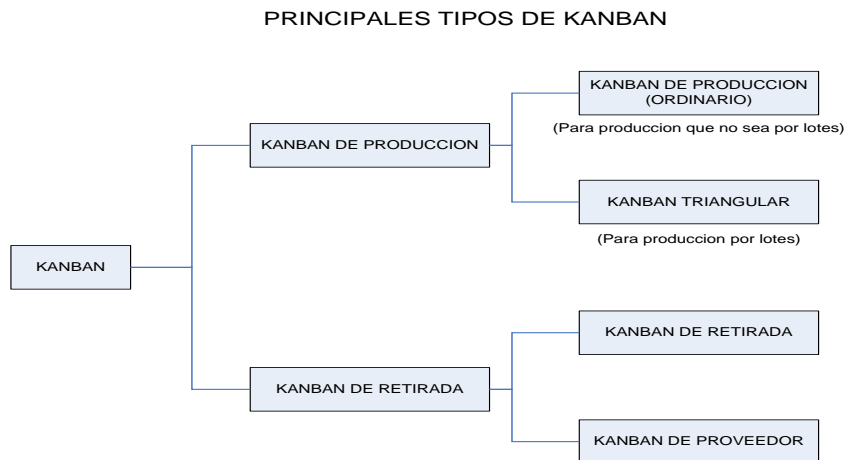 PRINCIPALES TIPOS DE KANBAN
KANBAN DE PRODUCCION
(ORDINARIO)
(Para produccion que no sea por lotes)
KANBAN DE PRODUCCION
KANBAN TRIANGULAR
(Para produccion por lotes)
KANBAN
KANBAN DE RETIRADA
KANBAN DE RETIRADA
KANBAN DE PROVEEDOR